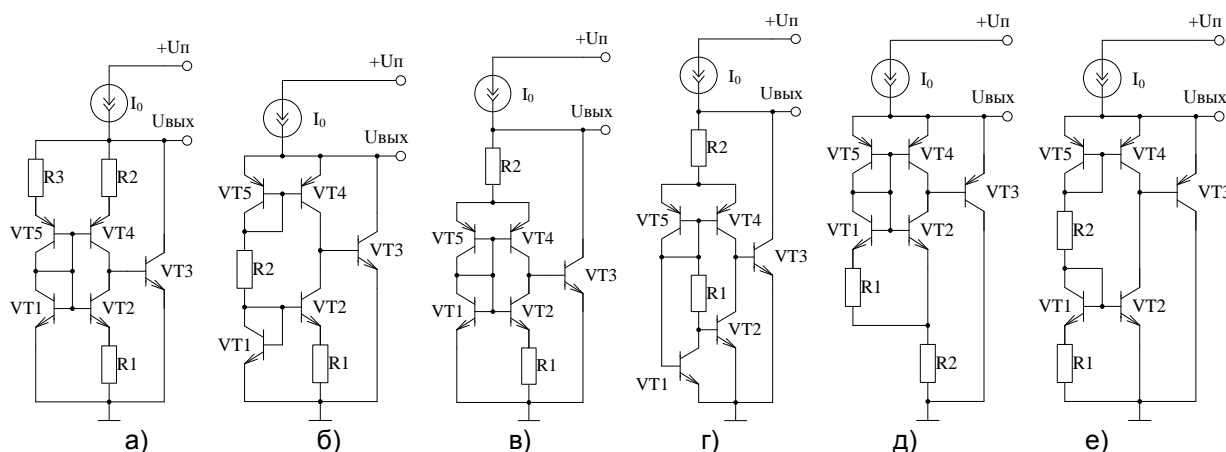 +Uп
I₀
Uвых
R3
R2
VT5
VT4
VT3
VT1
VT2
R1
а)
+Uп
I₀
Uвых
VT5
VT4
VT3
R2
VT2
VT1
R1
б)
+Uп
I₀
Uвых
R2
VT5
VT4
VT3
VT1
VT2
R1
в)
+Uп
I₀
Uвых
R2
VT5
VT4
VT3
R1
VT2
VT1
г)
+Uп
I₀
Uвых
VT5
VT4
VT3
VT1
VT2
R1
R2
д)
+Uп
I₀
Uвых
VT5
VT4
VT3
R2
VT1
VT2
R1
е)